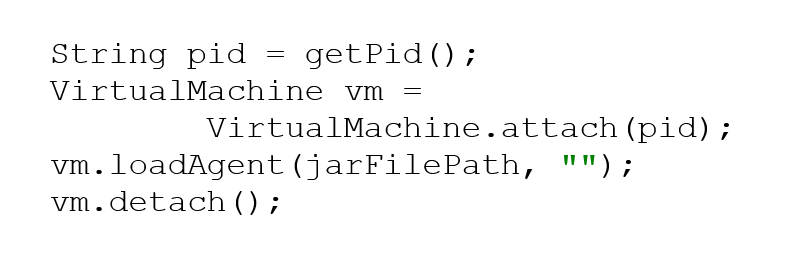 String pid = getPid();
VirtualMachine vm =
        VirtualMachine.attach(pid);
vm.loadAgent(jarFilePath, "");
vm.detach();